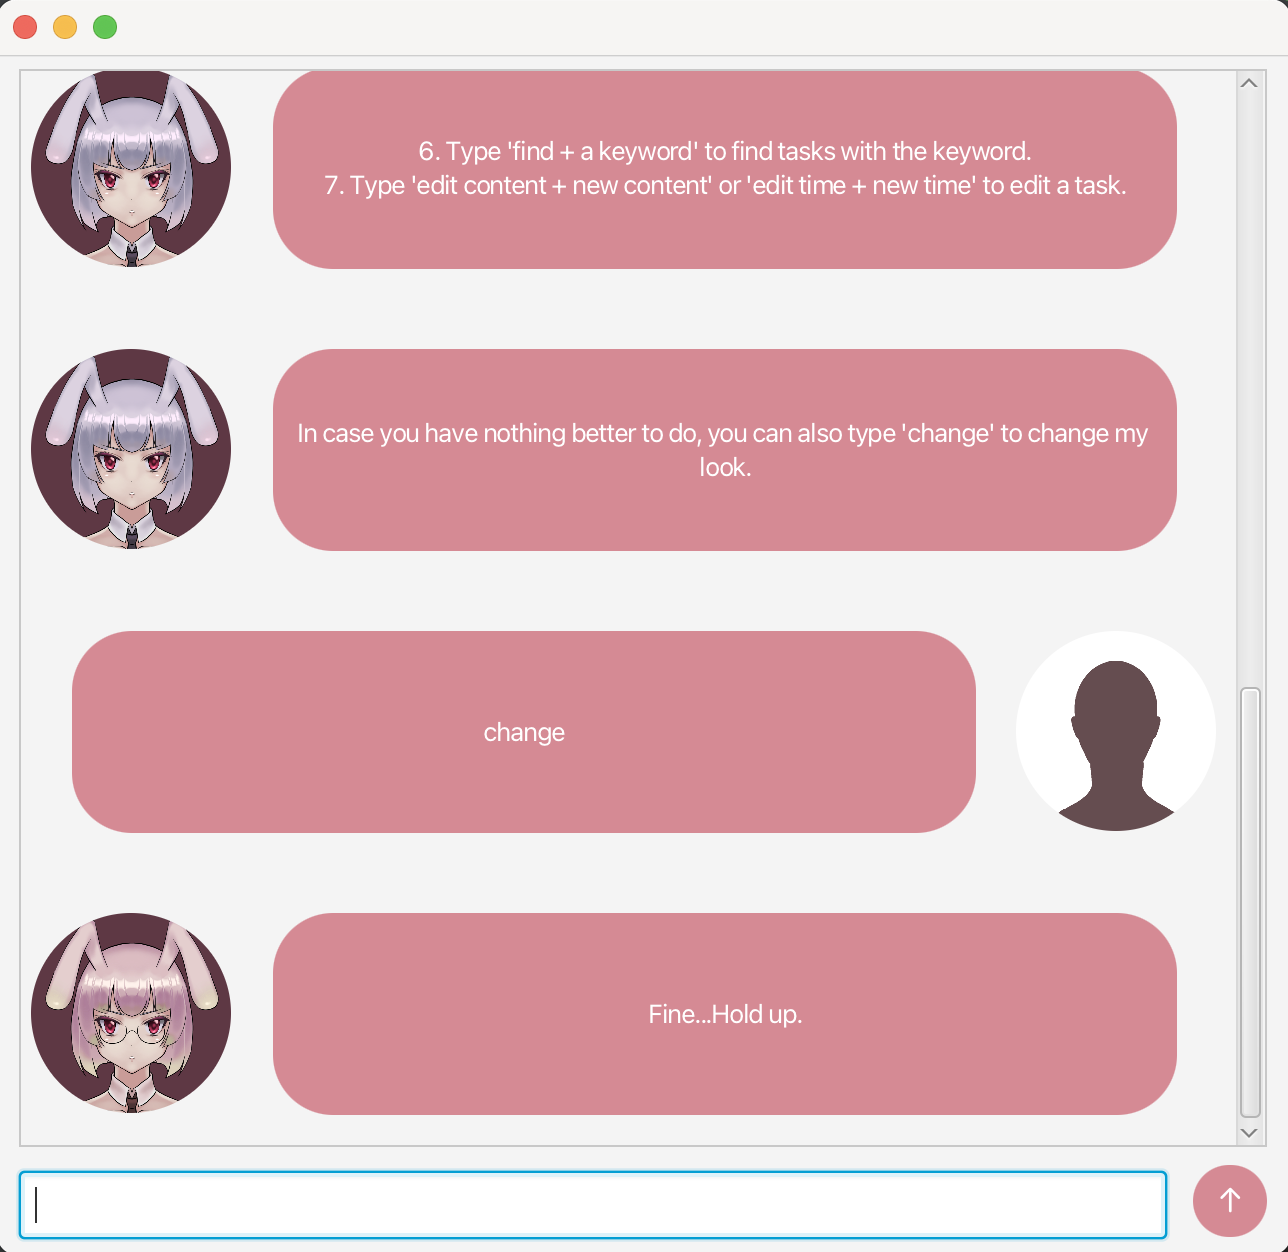 6. Type 'find + a keyword' to find tasks with the keyword.
7. Type 'edit content + new content' or 'edit time + new time' to edit a task.
In case you have nothing better to do, you can also type 'change' to change my
look.
change
Fine...Hold up.